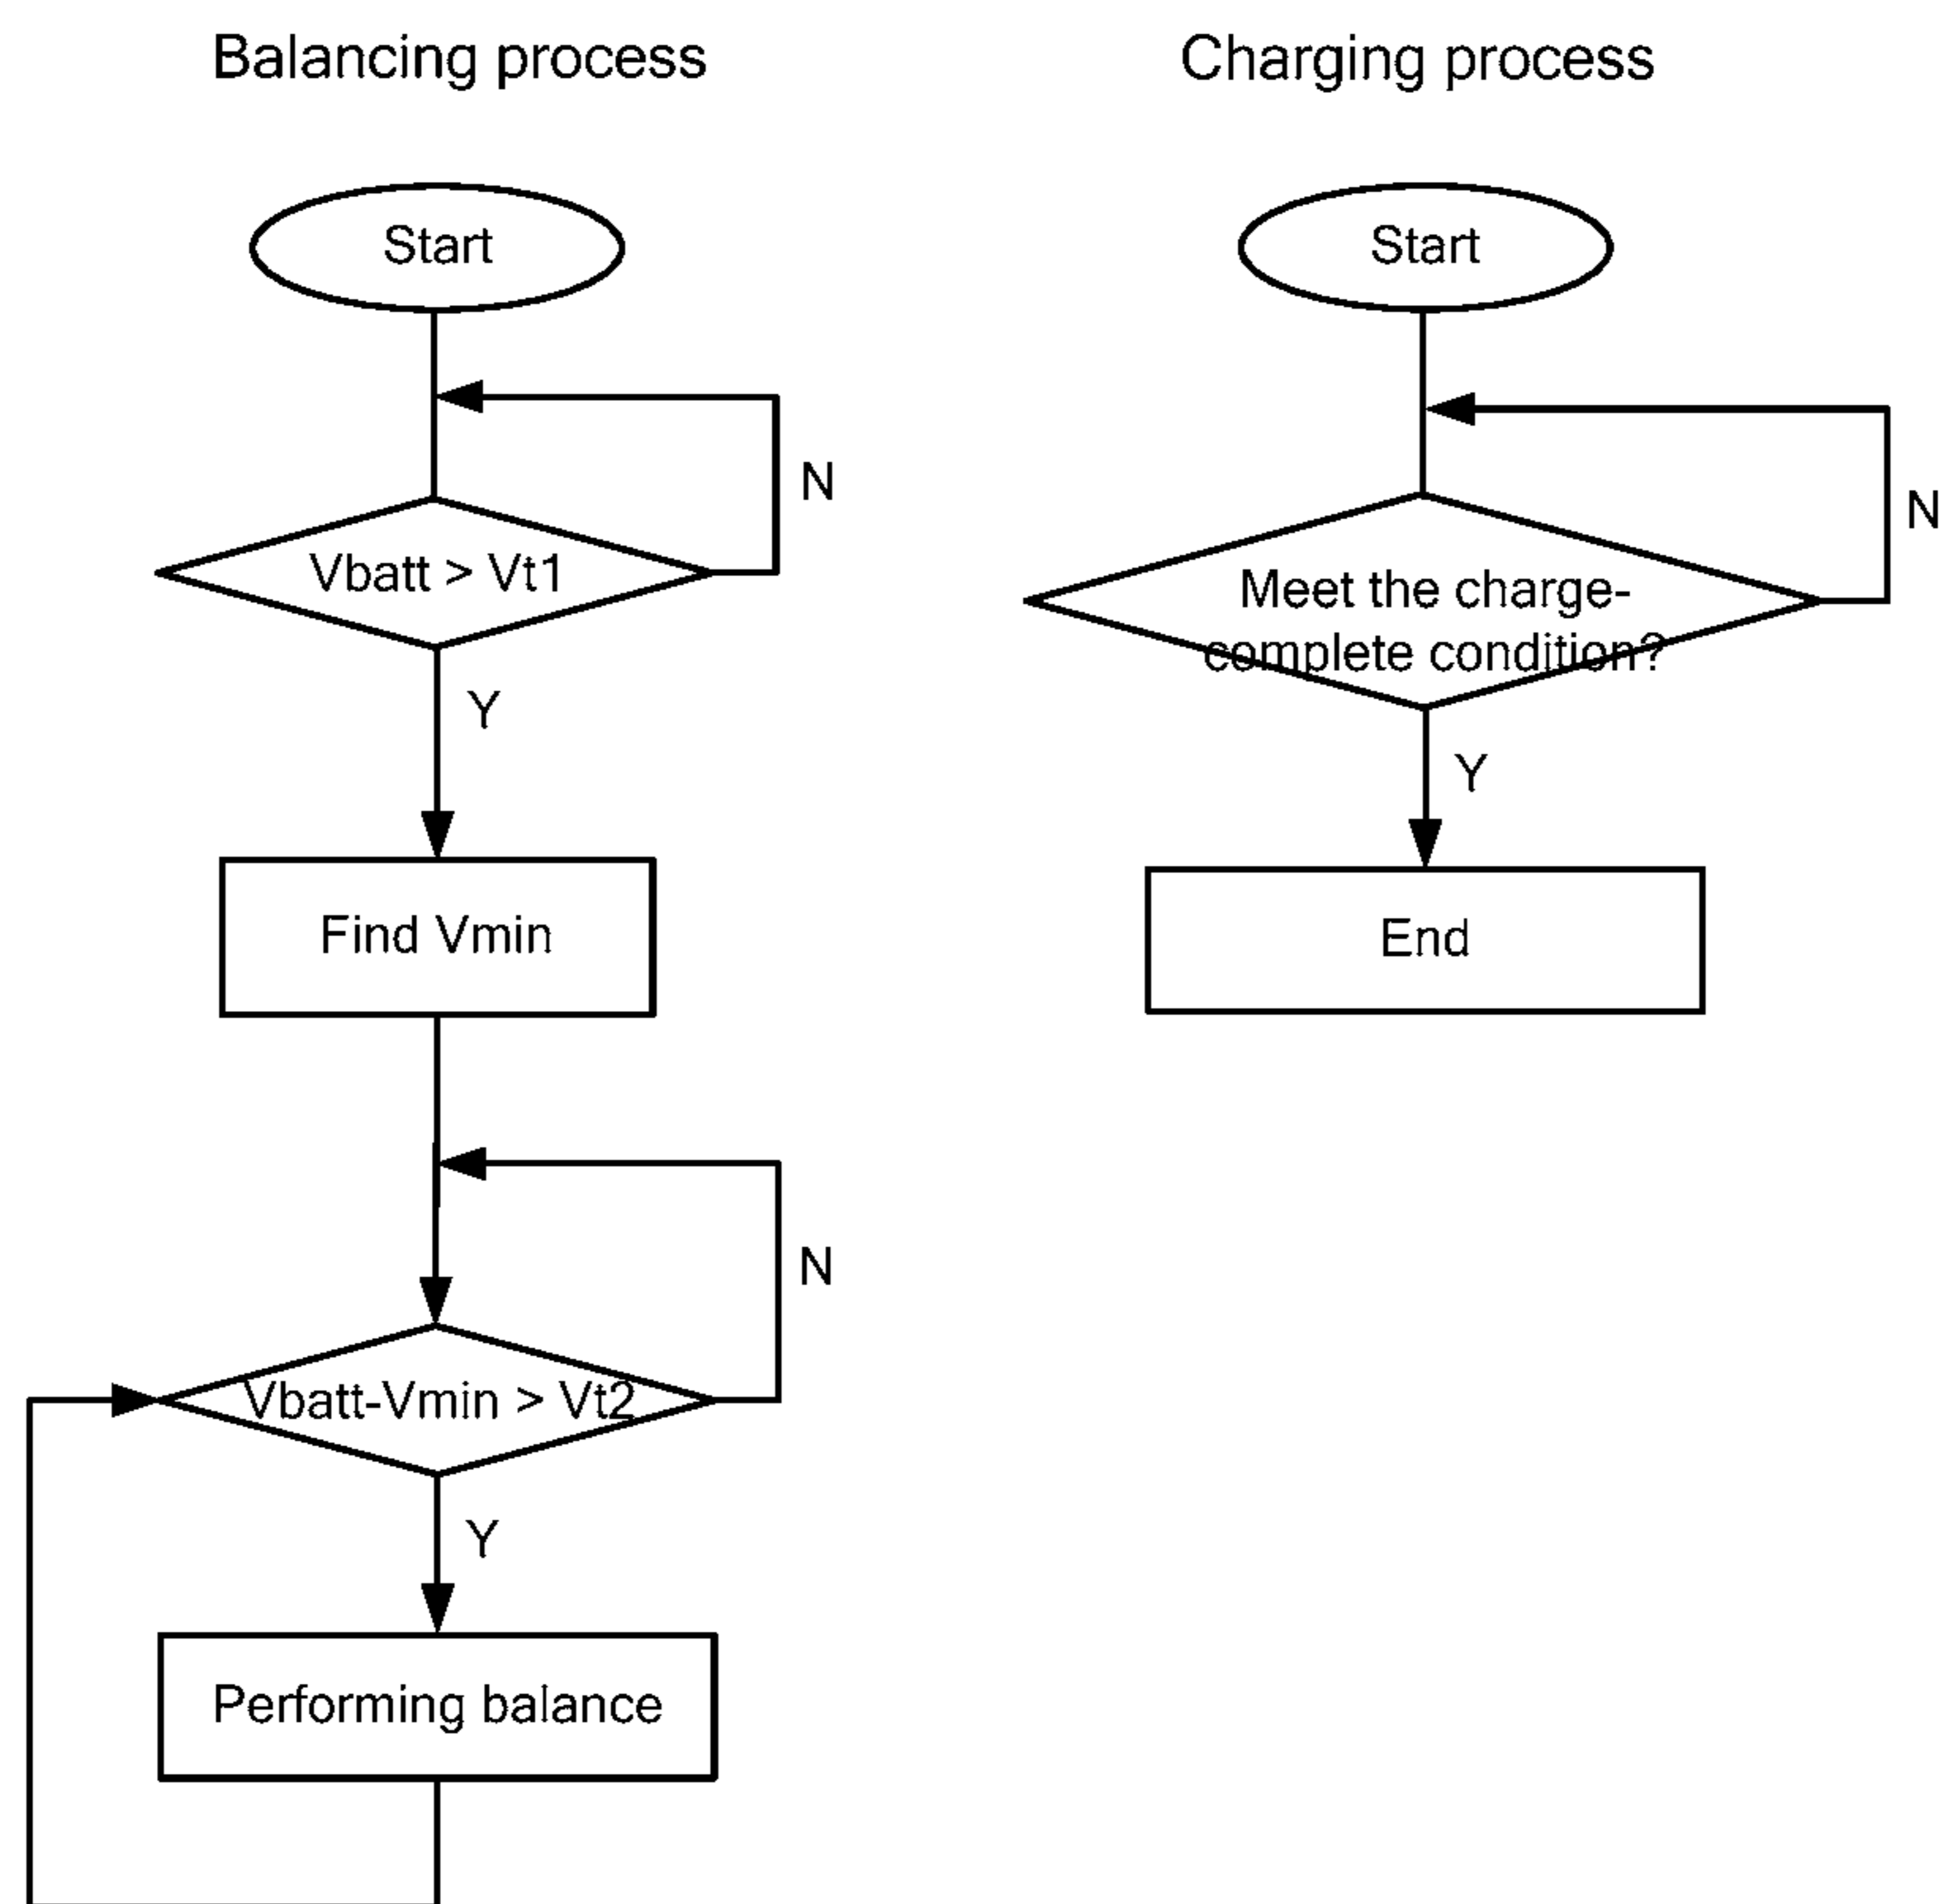 Balancing process
Start
N
Vbatt > Vt1
Y
Find Vmin
N
Vbatt-Vmin > Vt2
Y
Performing balance
Charging process
Start
N
Meet the charge-
complete condition?
Y
End